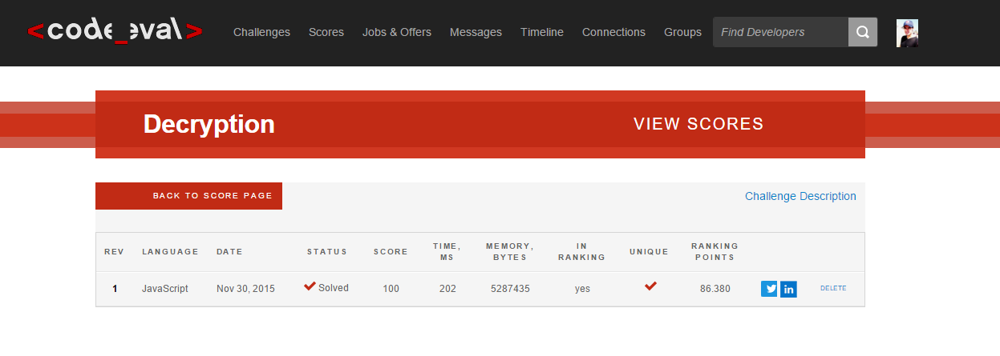 <code_eval>
Challenges Scores Jobs & Offers Messages Timeline Connections Groups Find Developers
Decryption VIEW SCORES
BACK TO SCORE PAGE Challenge Description
REV LANGUAGE DATE STATUS SCORE TIME, MS MEMORY, BYTES IN RANKING UNIQUE RANKING POINTS
1 JavaScript Nov 30, 2015 Solved 100 202 5287435 yes 86.380 in DELETE